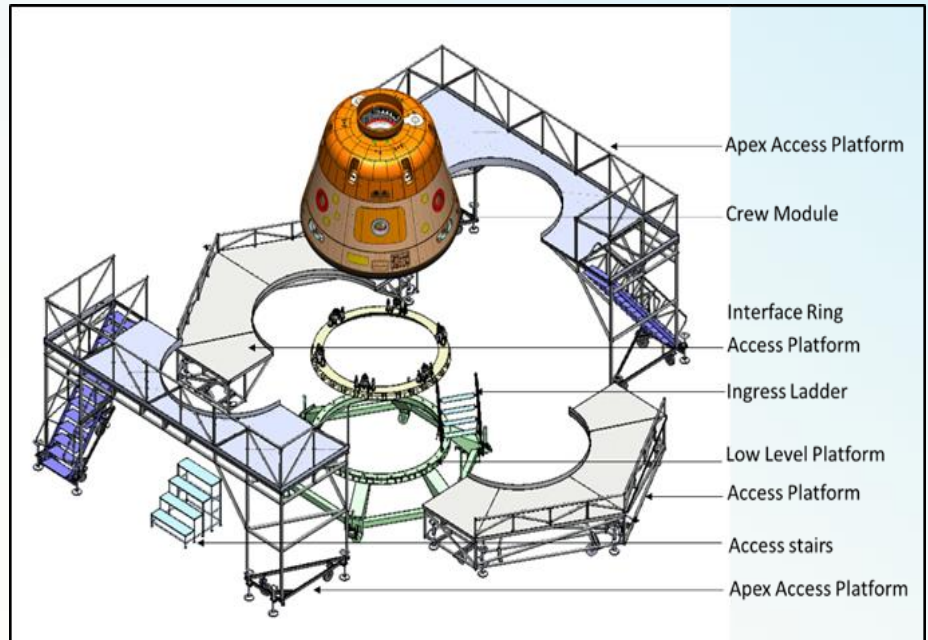 Apex Access Platform
Crew Module
Interface Ring
Access Platform
Ingress Ladder
Low Level Platform
Access Platform
Access stairs
Apex Access Platform